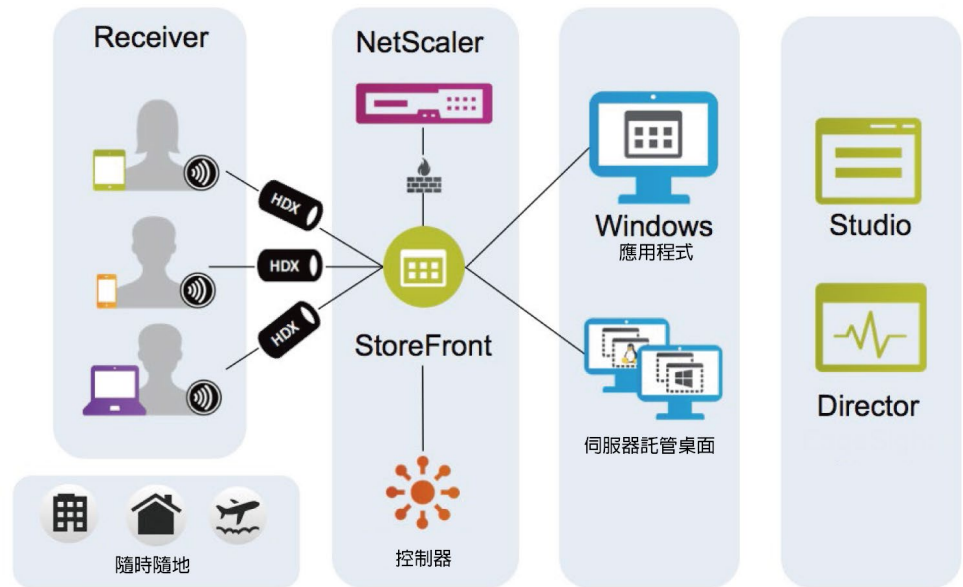 Receiver
HDX
HDX
HDX
隨時隨地
NetScaler
StoreFront
控制器
Windows
應用程式
伺服器託管桌面
Studio
Director